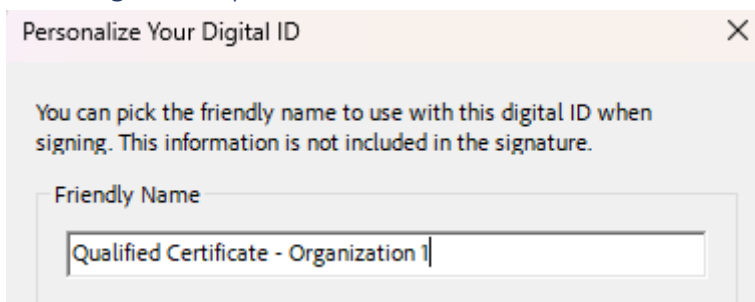 Personalize Your Digital ID
You can pick the friendly name to use with this digital ID when
signing. This information is not included in the signature.
Friendly Name
Qualified Certificate - Organization 1